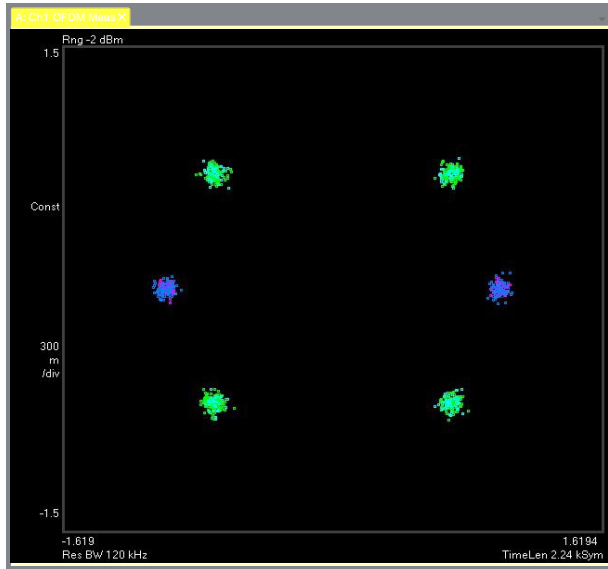 A: Ch1 OFDM Meas X
Rng -2 dBm
1.5
Const
300
m
/div
-1.5
-1.619
1.6194
Res BW 120 kHz
TimeLen 2.24 kSym